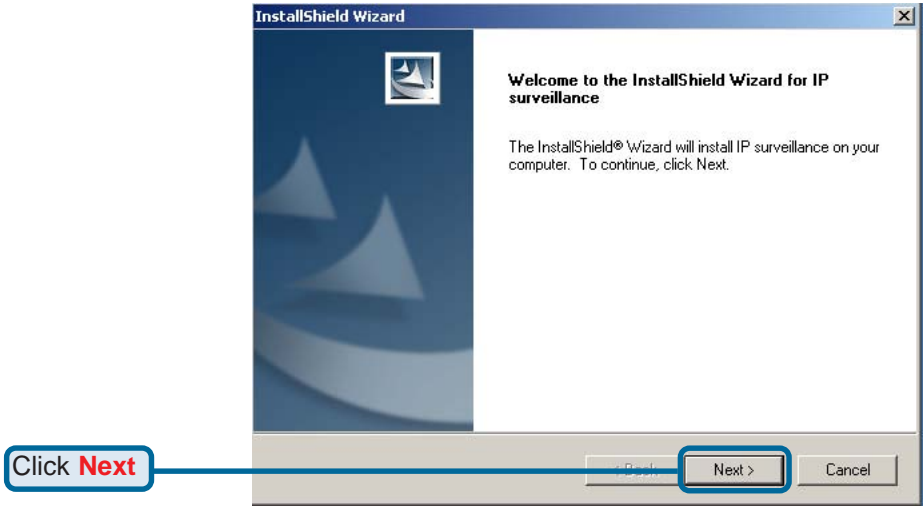 InstallShield Wizard
Welcome to the InstallShield Wizard for IP
surveillance
The InstallShield® Wizard will install IP surveillance on your
computer. To continue, click Next.
Click Next
< Back
Next >
Cancel